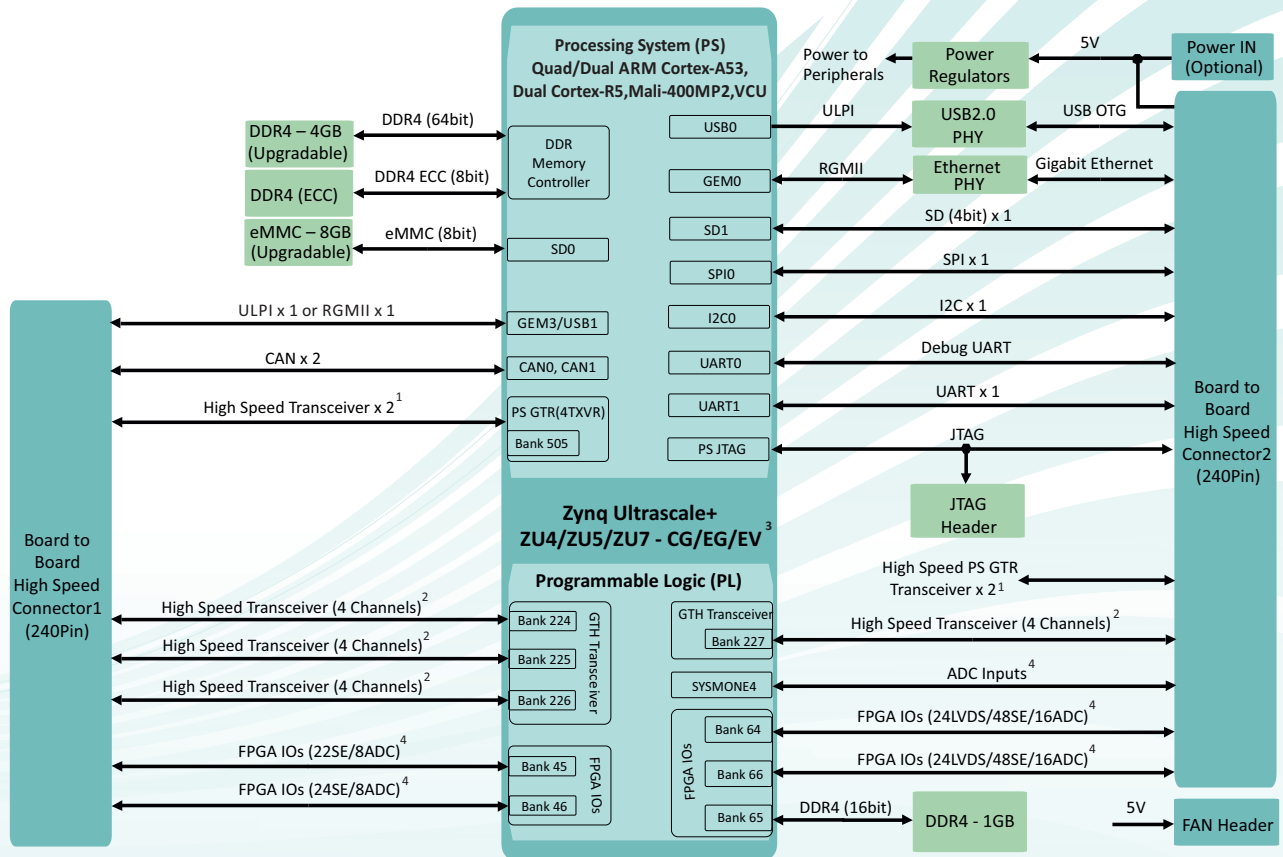 Processing System (PS)
Quad/Dual ARM Cortex-A53,
Dual Cortex-R5,Mali-400MP2,VCU
Power to
Peripherals
Power
Regulators
5V
Power IN
(Optional)
DDR4 – 4GB
(Upgradable)
DDR4 (64bit)
DDR
Memory
Controller
DDR4 (ECC)
DDR4 ECC (8bit)
eMMC – 8GB
(Upgradable)
eMMC (8bit)
SD0
USB0
ULPI
USB2.0
PHY
USB OTG
GEM0
RGMII
Ethernet
PHY
Gigabit Ethernet
SD1
SD (4bit) x 1
SPI0
SPI x 1
I2C0
I2C x 1
UART0
Debug UART
UART1
UART x 1
PS JTAG
JTAG
JTAG
Header
ULPI x 1 or RGMII x 1
GEM3/USB1
CAN x 2
CAN0, CAN1
High Speed Transceiver x 2¹
PS GTR(4TXVR)
Bank 505
Board to
Board
High Speed
Connector2
(240Pin)
Zynq Ultrascale+
ZU4/ZU5/ZU7 - CG/EG/EV ³
High Speed PS GTR
Transceiver x 2¹
Board to
Board
High Speed
Connector1
(240Pin)
Programmable Logic (PL)
High Speed Transceiver (4 Channels)²
Bank 224
High Speed Transceiver (4 Channels)²
Bank 225
High Speed Transceiver (4 Channels)²
Bank 226
GTH Transceiver
GTH Transceiver
Bank 227
High Speed Transceiver (4 Channels)²
SYSMONE4
ADC Inputs⁴
FPGA IOs (22SE/8ADC)⁴
Bank 45
FPGA IOs (24SE/8ADC)⁴
Bank 46
FPGA IOs
FPGA IOs
Bank 64
FPGA IOs (24LVDS/48SE/16ADC)⁴
Bank 66
FPGA IOs (24LVDS/48SE/16ADC)⁴
Bank 65
DDR4 (16bit)
DDR4 - 1GB
5V
FAN Header